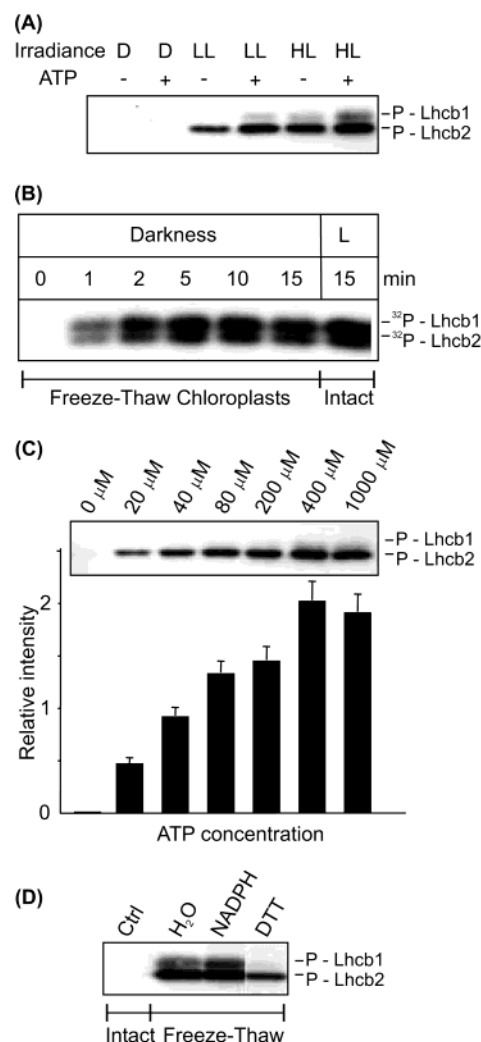 (A)
Irradiance D D LL LL HL HL
ATP - + - + - +
–P - Lhcb1
–P - Lhcb2
(B)
Darkness L
0 1 2 5 10 15 15 min
–³²P - Lhcb1
–³²P - Lhcb2
Freeze-Thaw Chloroplasts Intact
(C)
0 μM 20 μM 40 μM 80 μM 200 μM 400 μM 1000 μM
–P - Lhcb1
–P - Lhcb2
2
1
0
Relative intensity
ATP concentration
(D)
Ctrl H₂O NADPH DTT
–P - Lhcb1
–P - Lhcb2
Intact Freeze-Thaw